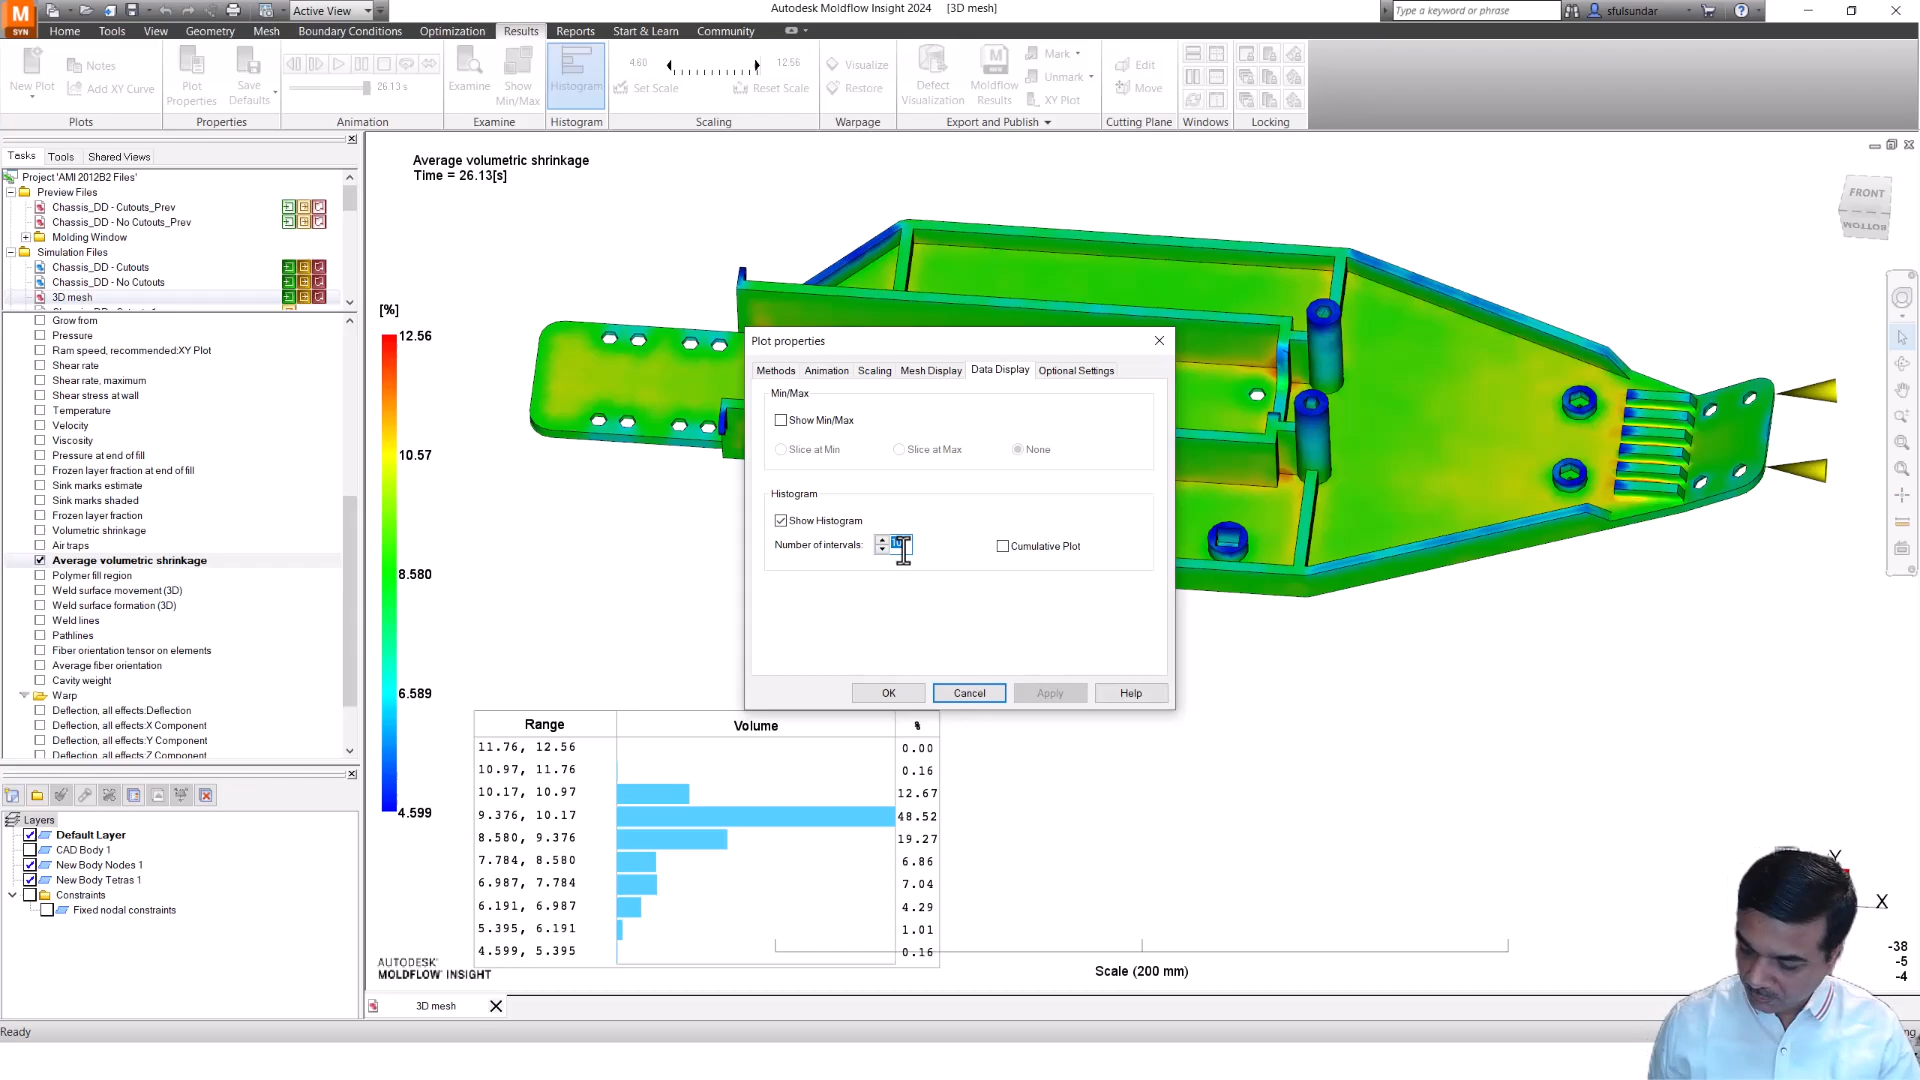 M
SYN
Active View
Autodesk Moldflow Insight 2024 [3D mesh]
Type a keyword or phrase
sfulsundar
Home Tools View Geometry Mesh Boundary Conditions Optimization Results Reports Start & Learn Community
New Plot
Notes
Add XY Curve
Plots
Plot Properties
Save Defaults
Properties
26.13 s
Animation
Examine
Show Min/Max
Examine
Histogram
Histogram
4.60 12.56
Set Scale Reset Scale
Scaling
Visualize
Restore
Warpage
Defect Visualization
Moldflow Results
Mark
Unmark
XY Plot
Export and Publish
Edit
Move
Cutting Plane
Windows
Locking
Tasks Tools Shared Views
Project 'AMI 2012B2 Files'
Preview Files
Chassis_DD - Cutouts_Prev
Chassis_DD - No Cutouts_Prev
Molding Window
Simulation Files
Chassis_DD - Cutouts
Chassis_DD - No Cutouts
3D mesh
Grow from
Pressure
Ram speed, recommended:XY Plot
Shear rate
Shear rate, maximum
Shear stress at wall
Temperature
Velocity
Viscosity
Pressure at end of fill
Frozen layer fraction at end of fill
Sink marks estimate
Sink marks shaded
Frozen layer fraction
Volumetric shrinkage
Air traps
Average volumetric shrinkage
Polymer fill region
Weld surface movement (3D)
Weld surface formation (3D)
Weld lines
Pathlines
Fiber orientation tensor on elements
Average fiber orientation
Cavity weight
Warp
Deflection, all effects:Deflection
Deflection, all effects:X Component
Deflection, all effects:Y Component
Deflection, all effects:Z Component
Layers
Default Layer
CAD Body 1
New Body Nodes 1
New Body Tetras 1
Constraints
Fixed nodal constraints
Average volumetric shrinkage
Time = 26.13[s]
[%]
12.56
10.57
8.580
6.589
4.599
FRONT
BOTTOM
Plot properties
Methods Animation Scaling Mesh Display Data Display Optional Settings
Min/Max
Show Min/Max
Slice at Min Slice at Max None
Histogram
Show Histogram
Number of intervals:
Cumulative Plot
OK Cancel Apply Help
Range Volume %
11.76, 12.56 0.00
10.97, 11.76 0.16
10.17, 10.97 12.67
9.376, 10.17 48.52
8.580, 9.376 19.27
7.784, 8.580 6.86
6.987, 7.784 7.04
6.191, 6.987 4.29
5.395, 6.191 1.01
4.599, 5.395 0.16
AUTODESK
MOLDFLOW INSIGHT
Scale (200 mm)
Y
X
-38
-5
-4
3D mesh
Ready